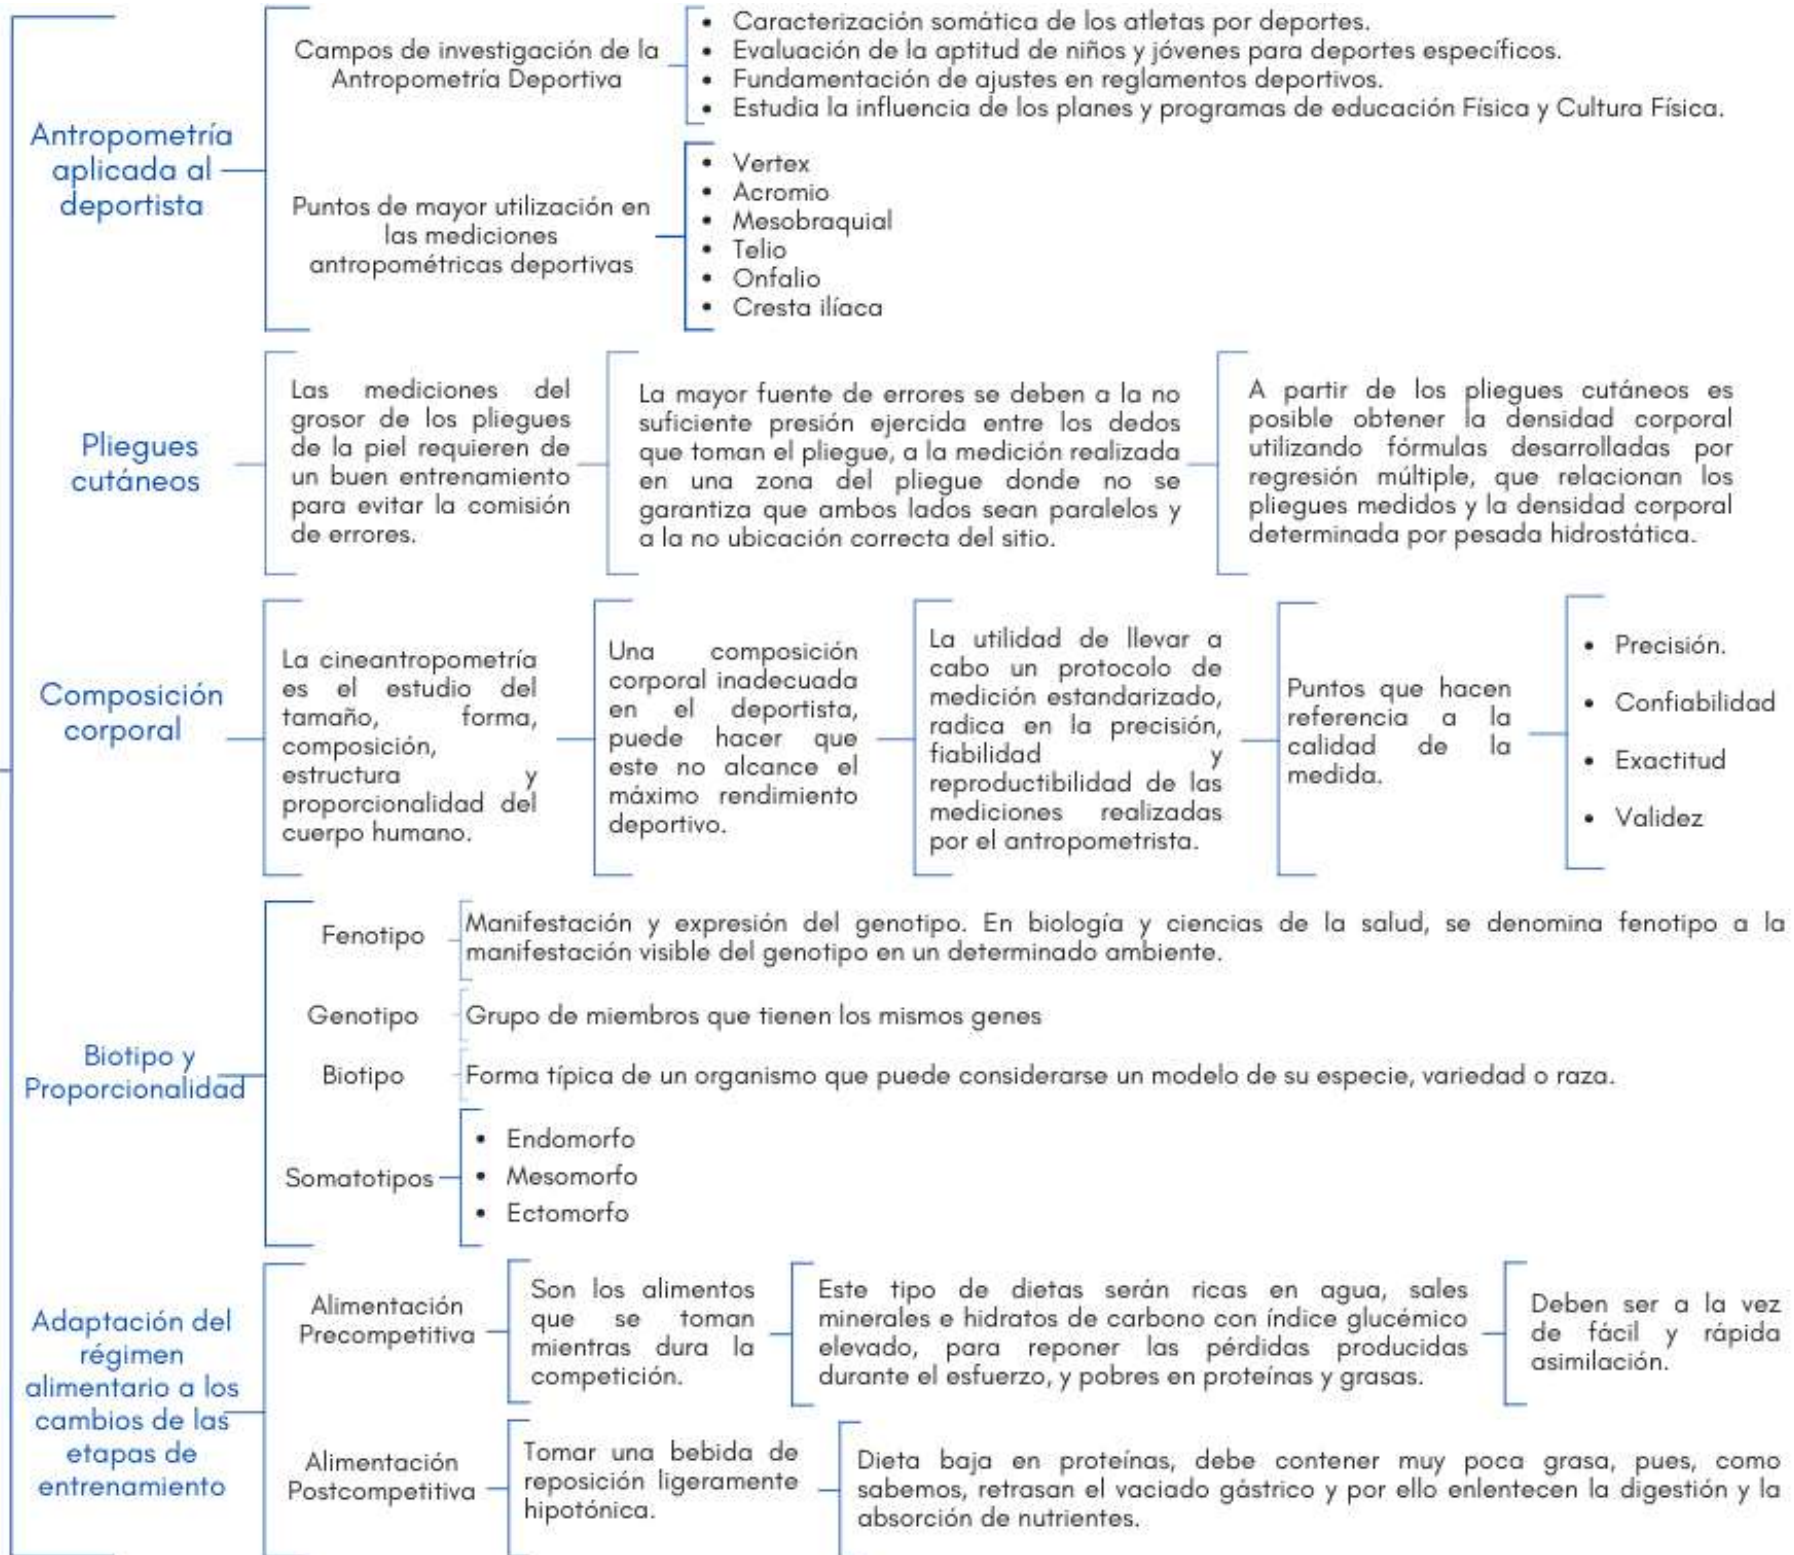 Antropometría
aplicada al
deportista
Campos de investigación de la
Antropometría Deportiva
• Caracterización somática de los atletas por deportes.
• Evaluación de la aptitud de niños y jóvenes para deportes específicos.
• Fundamentación de ajustes en reglamentos deportivos.
• Estudia la influencia de los planes y programas de educación Física y Cultura Física.
Puntos de mayor utilización en
las mediciones
antropométricas deportivas
• Vertex
• Acromio
• Mesobraquial
• Telio
• Onfalio
• Cresta ilíaca
Pliegues
cutáneos
Las mediciones del
grosor de los pliegues
de la piel requieren de
un buen entrenamiento
para evitar la comisión
de errores.
La mayor fuente de errores se deben a la no
suficiente presión ejercida entre los dedos
que toman el pliegue, a la medición realizada
en una zona del pliegue donde no se
garantiza que ambos lados sean paralelos y
a la no ubicación correcta del sitio.
A partir de los pliegues cutáneos es
posible obtener la densidad corporal
utilizando fórmulas desarrolladas por
regresión múltiple, que relacionan los
pliegues medidos y la densidad corporal
determinada por pesada hidrostática.
Composición
corporal
La cineantropometría
es el estudio del
tamaño, forma,
composición,
estructura y
proporcionalidad del
cuerpo humano.
Una composición
corporal inadecuada
en el deportista,
puede hacer que
este no alcance el
máximo rendimiento
deportivo.
La utilidad de llevar a
cabo un protocolo de
medición estandarizado,
radica en la precisión,
fiabilidad y
reproductibilidad de las
mediciones realizadas
por el antropometrista.
Puntos que hacen
referencia a la
calidad de la
medida.
• Precisión.
• Confiabilidad
• Exactitud
• Validez
Biotipo y
Proporcionalidad
Fenotipo
Manifestación y expresión del genotipo. En biología y ciencias de la salud, se denomina fenotipo a la
manifestación visible del genotipo en un determinado ambiente.
Genotipo
Grupo de miembros que tienen los mismos genes
Biotipo
Forma típica de un organismo que puede considerarse un modelo de su especie, variedad o raza.
Somatotipos
• Endomorfo
• Mesomorfo
• Ectomorfo
Adaptación del
régimen
alimentario a los
cambios de las
etapas de
entrenamiento
Alimentación
Precompetitiva
Son los alimentos
que se toman
mientras dura la
competición.
Este tipo de dietas serán ricas en agua, sales
minerales e hidratos de carbono con índice glucémico
elevado, para reponer las pérdidas producidas
durante el esfuerzo, y pobres en proteínas y grasas.
Deben ser a la vez
de fácil y rápida
asimilación.
Alimentación
Postcompetitiva
Tomar una bebida de
reposición ligeramente
hipotónica.
Dieta baja en proteínas, debe contener muy poca grasa, pues, como
sabemos, retrasan el vaciado gástrico y por ello enlentecen la digestión y la
absorción de nutrientes.